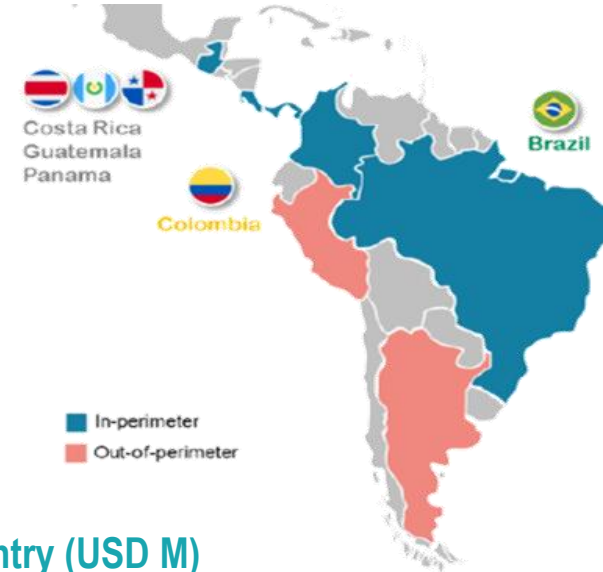 Costa Rica
Guatemala
Panama
Brazil
Colombia
In-perimeter
Out-of-perimeter
ntry (USD M)